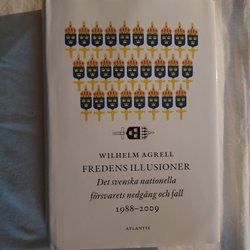 WILHELM AGRELL
FREDENS ILLUSIONER
Det svenska nationella
försvarets nedgång och fall
1988–2009
ATLANTIS